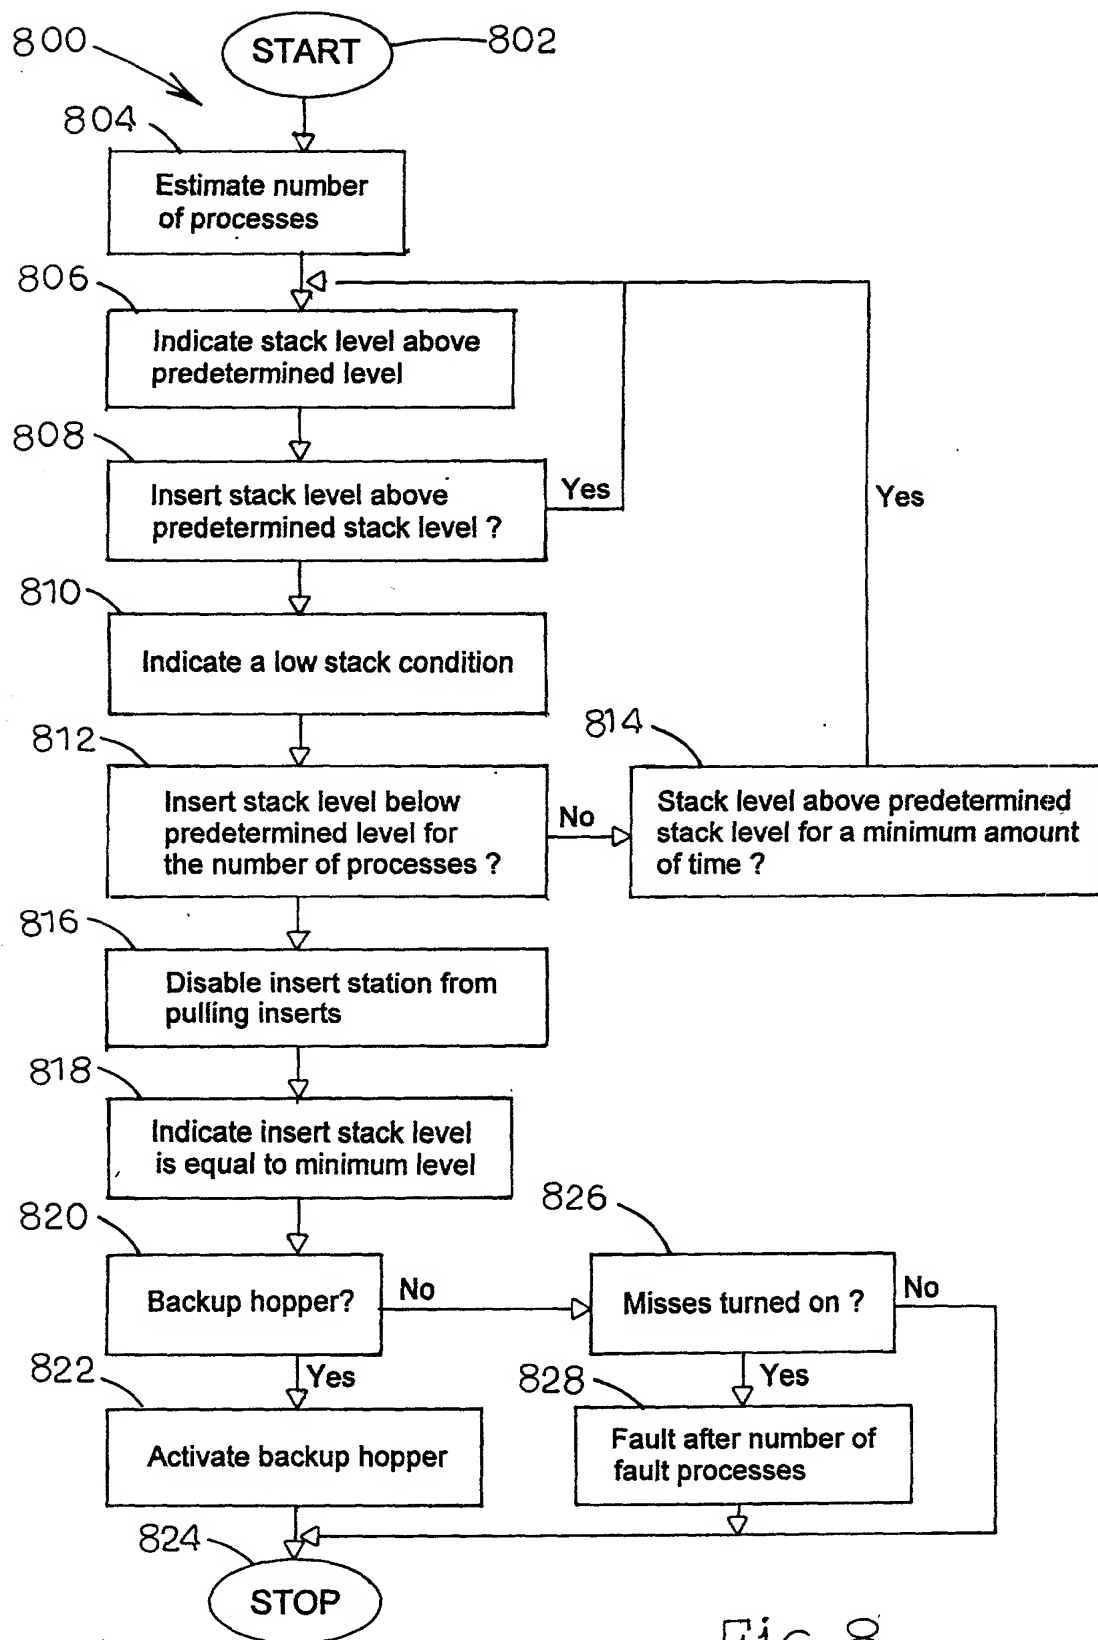 800
START
802
804
Estimate number
of processes
806
Indicate stack level above
predetermined level
808
Insert stack level above
predetermined stack level ?
Yes
Yes
810
Indicate a low stack condition
812
Insert stack level below
predetermined level for
the number of processes ?
No
814
Stack level above predetermined
stack level for a minimum amount
of time ?
816
Disable insert station from
pulling inserts
818
Indicate insert stack level
is equal to minimum level
820
Backup hopper?
No
826
Misses turned on ?
No
Yes
822
Activate backup hopper
Yes
828
Fault after number of
fault processes
824
STOP
Fig. 8